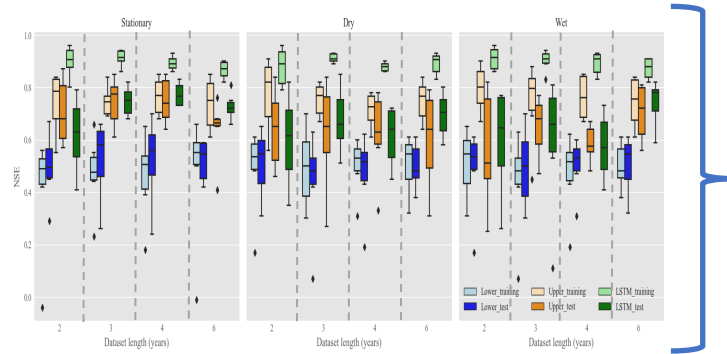 Stationary Dry Wet
1.0
0.8
0.6
0.4
0.2
0.0
NSE
Lower_training Upper_training LSTM_training
Lower_test Upper_test LSTM_test
2 3 4 6 2 3 4 6 2 3 4 6
Dataset length (years) Dataset length (years) Dataset length (years)